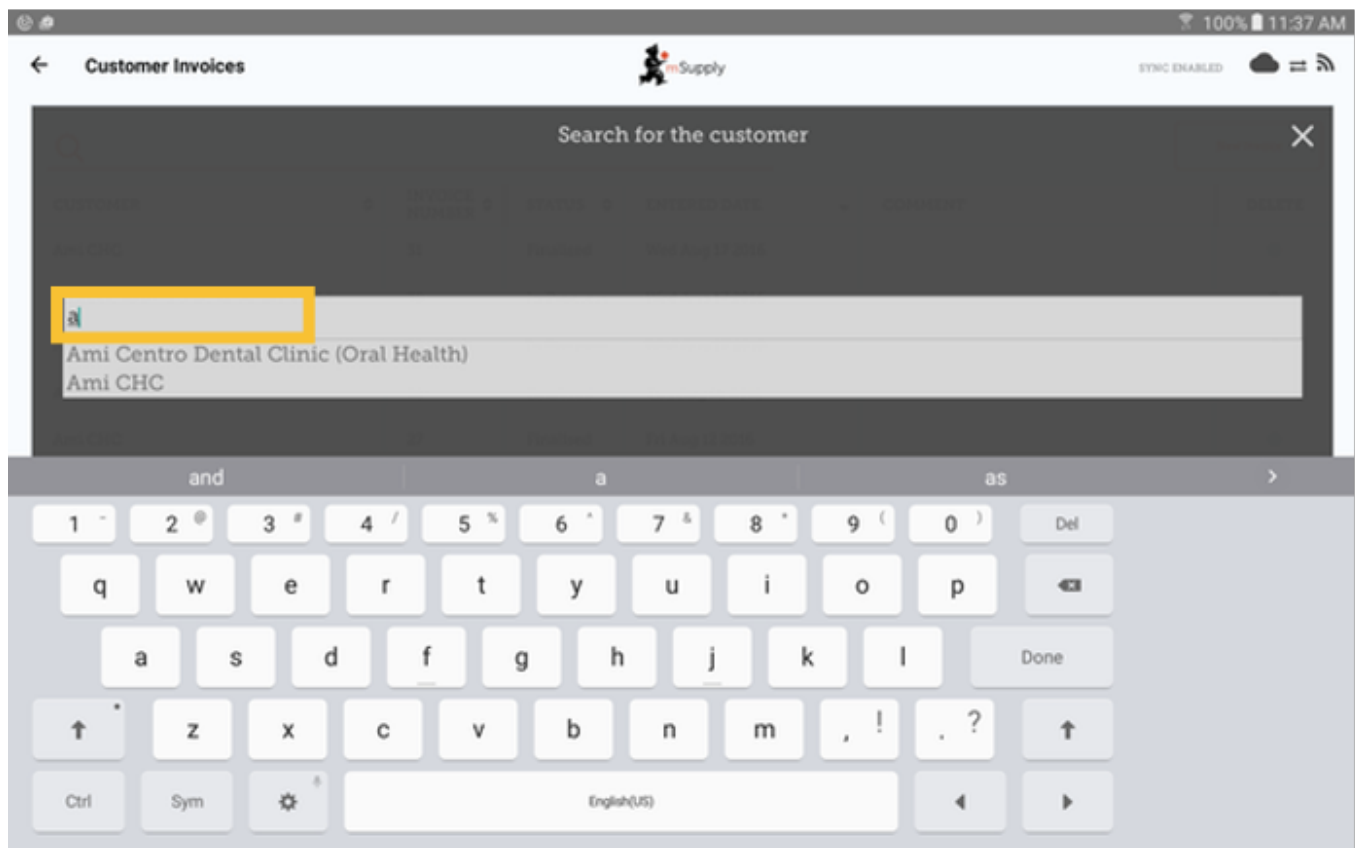 100% 11:37 AM
Customer Invoices
mSupply
SYNC ENABLED
Search for the customer
a
Ami Centro Dental Clinic (Oral Health)
Ami CHC
and a as >
1 - 2 @ 3 # 4 / 5 % 6 ^ 7 & 8 * 9 ( 0 ) Del
q w e r t y u i o p
a s d f g h j k l Done
z x c v b n m , ! . ?
Ctrl Sym English(US)